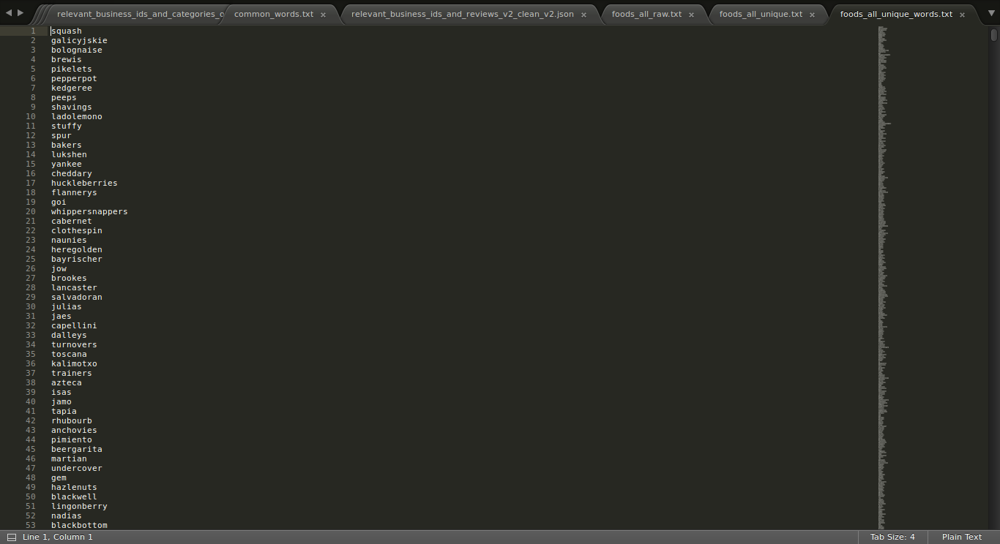 relevant_business_ids_and_categories_o common_words.txt × relevant_business_ids_and_reviews_v2_clean_v2.json × foods_all_raw.txt × foods_all_unique.txt × foods_all_unique_words.txt ×
1 squash
2 galicyjskie
3 bolognaise
4 brewis
5 pikelets
6 pepperpot
7 kedgeree
8 peeps
9 shavings
10 ladolemono
11 stuffy
12 spur
13 bakers
14 lukshen
15 yankee
16 cheddary
17 huckleberries
18 flannerys
19 goi
20 whippersnappers
21 cabernet
22 clothespin
23 naunies
24 heregolden
25 bayrischer
26 jow
27 brookes
28 lancaster
29 salvadoran
30 julias
31 jaes
32 capellini
33 dalleys
34 turnovers
35 toscana
36 kalimotxo
37 trainers
38 azteca
39 isas
40 jamo
41 tapia
42 rhubourb
43 anchovies
44 pimiento
45 beergarita
46 martian
47 undercover
48 gem
49 hazlenuts
50 blackwell
51 lingonberry
52 nadias
53 blackbottom
Line 1, Column 1 Tab Size: 4 Plain Text